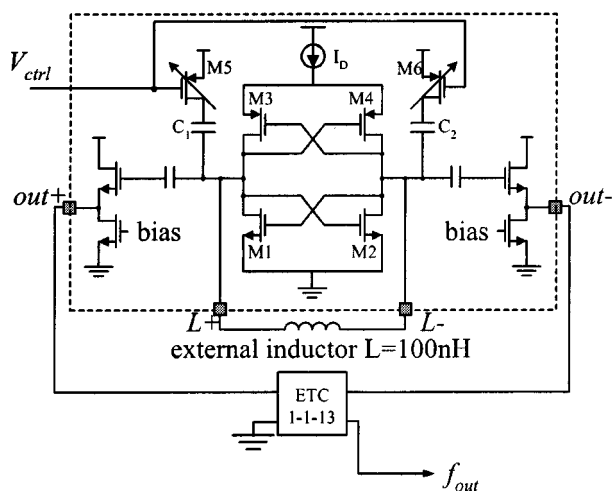 I_D
V_ctrl
M5
M6
M3
M4
C_1
C_2
out+
out-
bias
bias
M1
M2
L+
L-
external inductor L=100nH
ETC
1-1-13
f_out